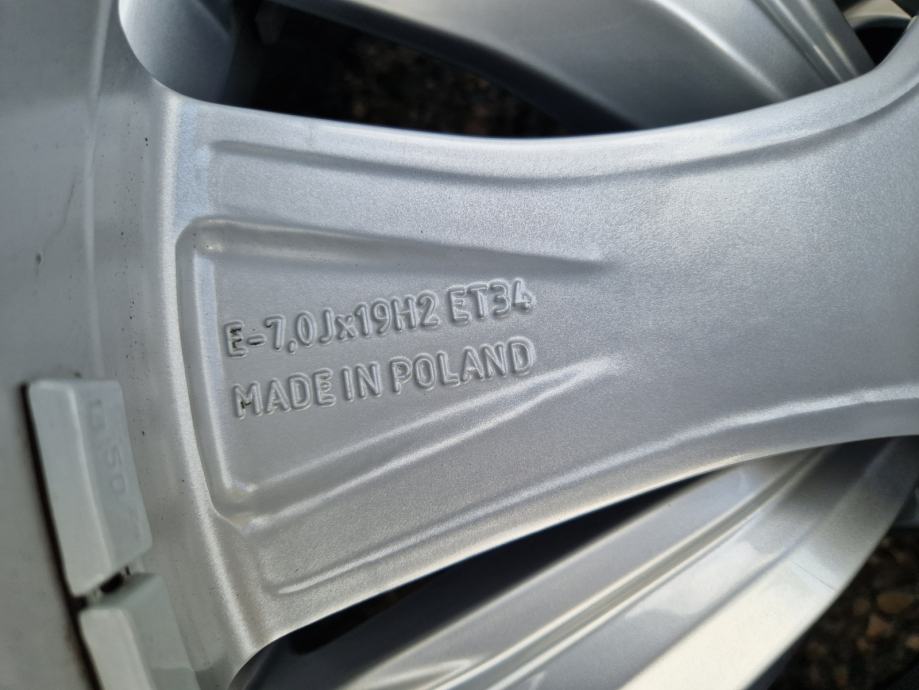 E-7,0Jx19H2 ET34
MADE IN POLAND